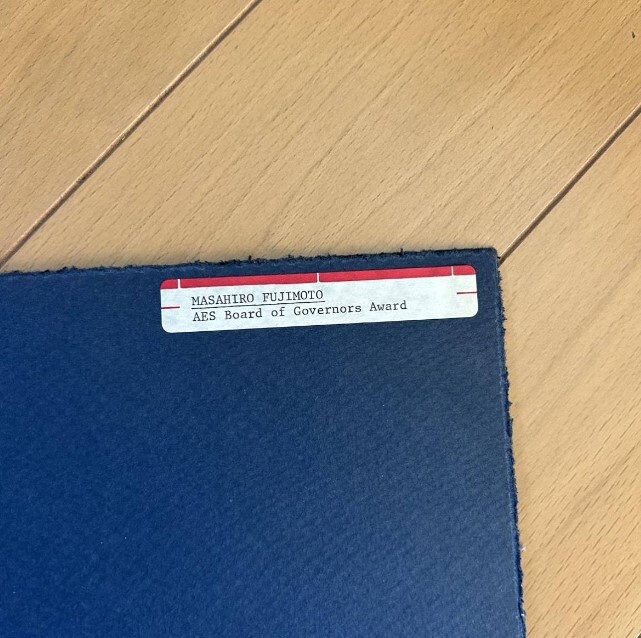 MASAHIRO FUJIMOTO
AES Board of Governors Award